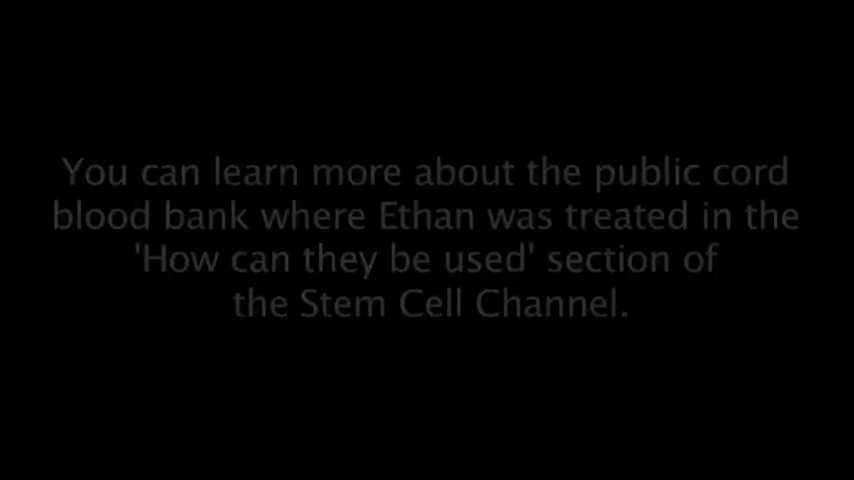 You can learn more about the public cord
blood bank where Ethan was treated in the
'How can they be used' section of
the Stem Cell Channel.